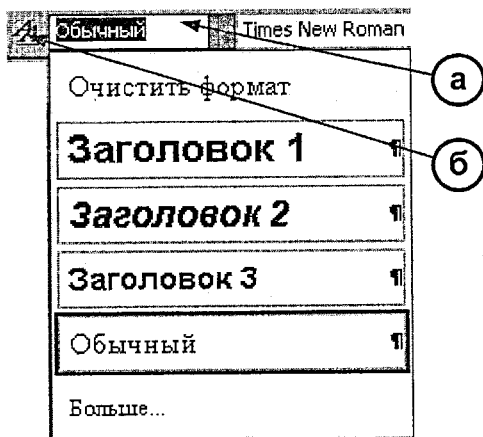 A Обычный Times New Roman
Очистить формат
а
Заголовок 1 ¶
б
Заголовок 2 ¶
Заголовок 3 ¶
Обычный ¶
Больше...